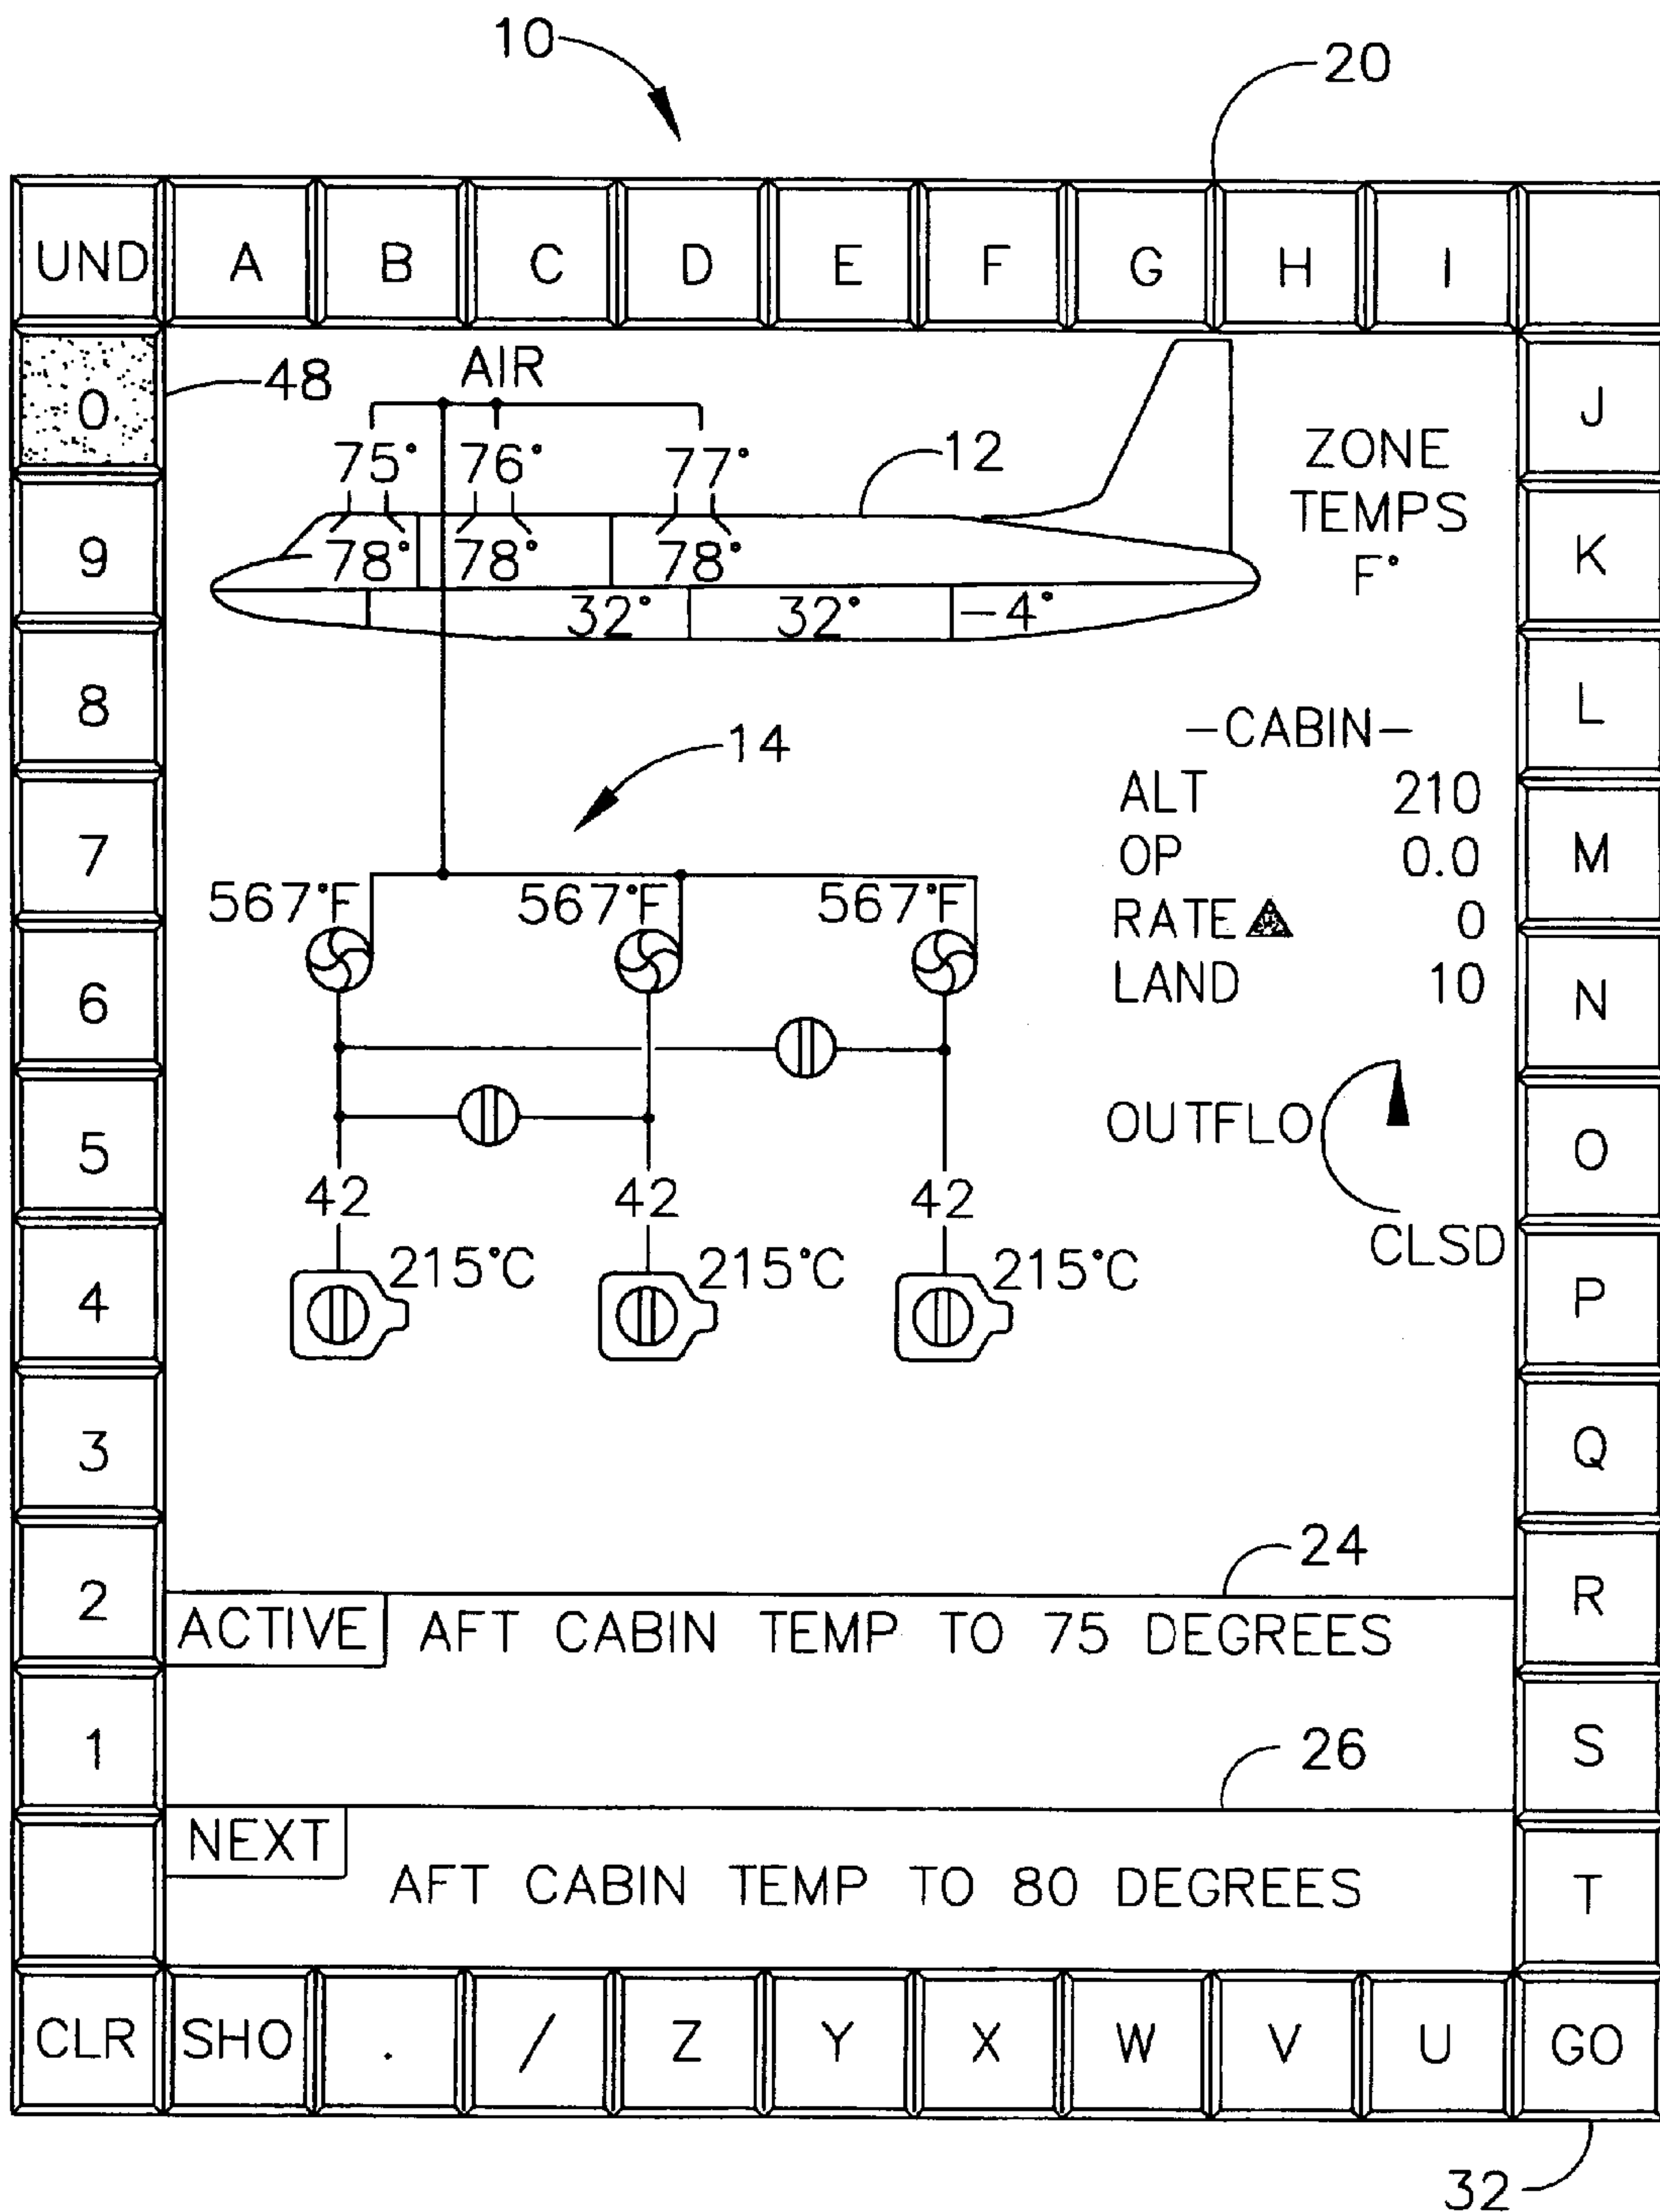 10
20
UND A B C D E F G H I
0
48
AIR
J
75° 76° 77°
12
ZONE
TEMPS
F°
9
78° 78° 78°
K
32° 32° -4°
8
L
14
-CABIN-
ALT 210
OP 0.0
RATE 0
LAND 10
7
M
567°F 567°F 567°F
6
N
5
OUTFLO
O
42 42 42
CLSD
4
215°C 215°C 215°C
P
3
Q
24
2
R
ACTIVE AFT CABIN TEMP TO 75 DEGREES
1
26
S
NEXT
AFT CABIN TEMP TO 80 DEGREES
T
CLR SHO . / Z Y X W V U GO
32